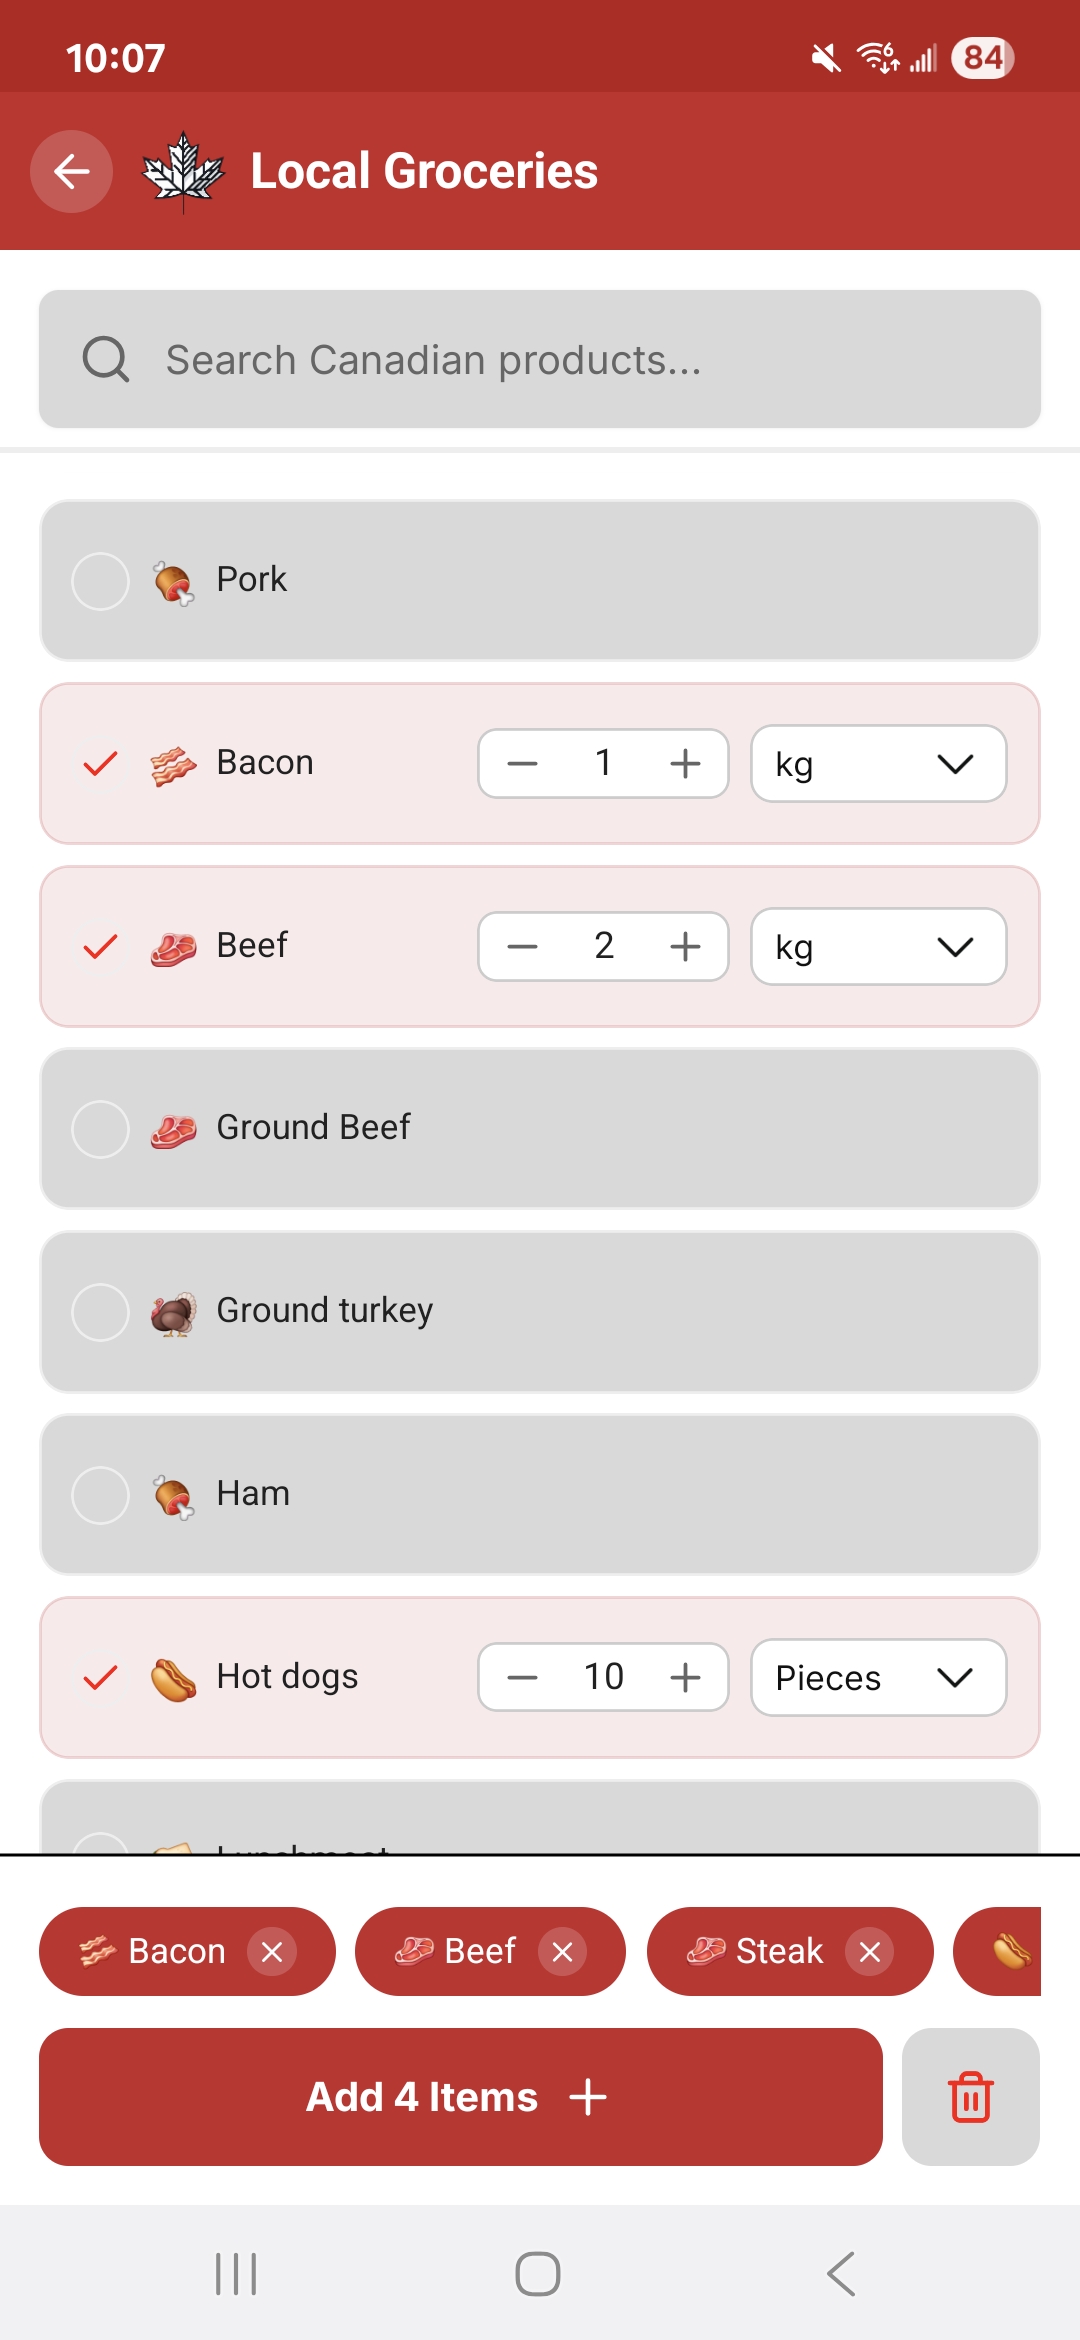 10:07
6
84
Local Groceries
Search Canadian products...
Pork
Bacon
1
kg
Beef
2
kg
Ground Beef
Ground turkey
Ham
Hot dogs
10
Pieces
Bacon
Beef
Steak
Add 4 Items